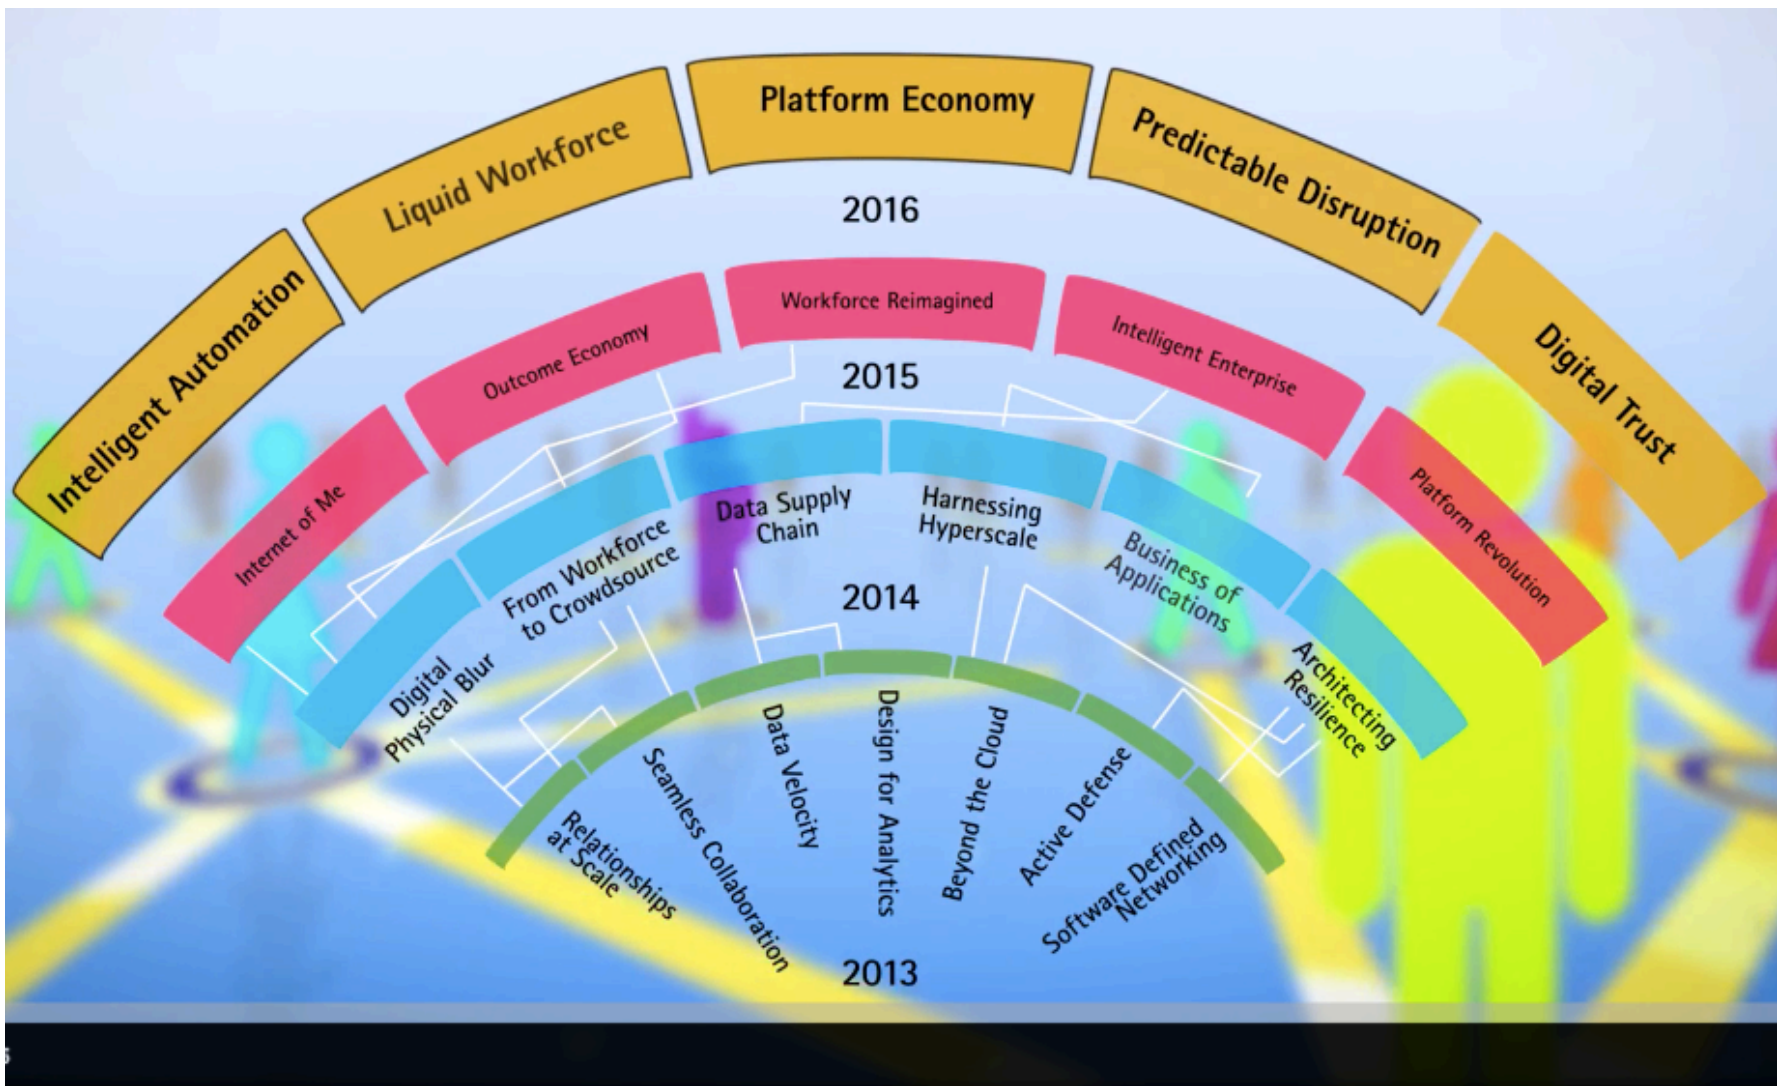 Intelligent Automation
Liquid Workforce
Platform Economy
Predictable Disruption
Digital Trust
2016
Internet of Me
Outcome Economy
Workforce Reimagined
Intelligent Enterprise
Platform Revolution
2015
Digital
Physical Blur
From Workforce
to Crowdsource
Data Supply
Chain
Harnessing
Hyperscale
Business of
Applications
Architecting
Resilience
2014
Relationships
at Scale
Seamless Collaboration
Data Velocity
Design for Analytics
Beyond the Cloud
Active Defense
Software Defined
Networking
2013